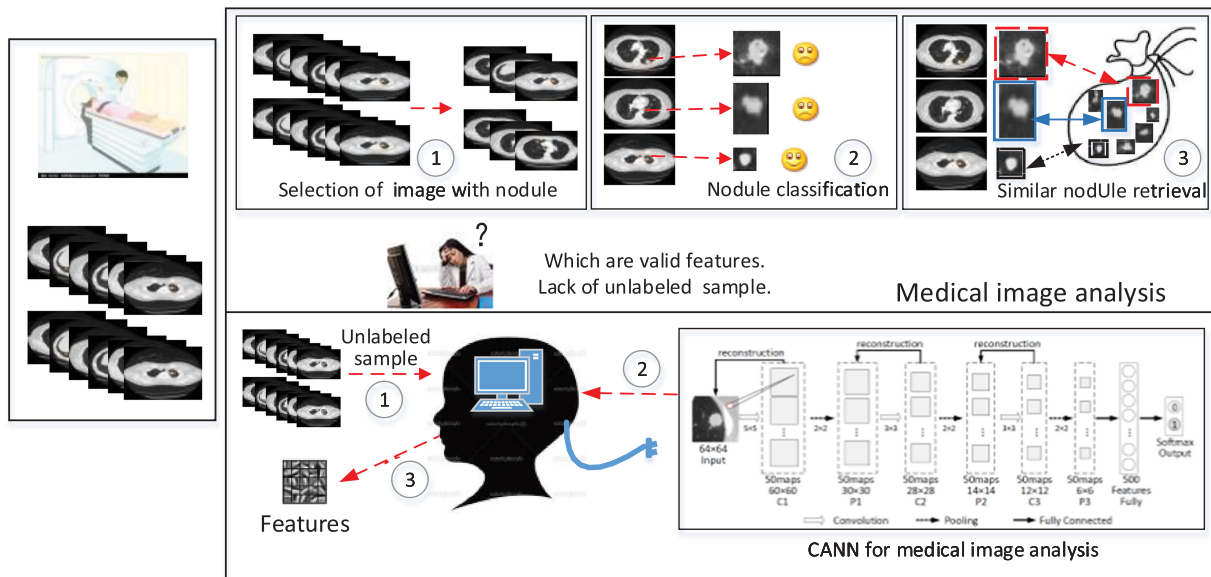 1
Selection of image with nodule
2
Nodule classification
3
Similar nodUle retrieval
?
Which are valid features.
Lack of unlabeled sample.
Medical image analysis
Unlabeled
sample
1
2
3
Features
reconstruction
reconstruction
reconstruction
5×5
2×2
3×3
2×2
3×3
2×2
0
1
Softmax
Output
64×64
Input
50maps
60×60
C1
50maps
30×30
P1
50maps
28×28
C2
50maps
14×14
P2
50maps
12×12
C3
50maps
6×6
P3
500
Features
Fully
Convolution
Pooling
Fully Connected
CANN for medical image analysis